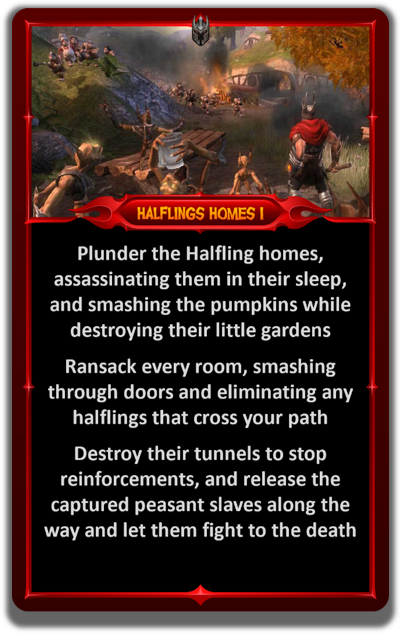 HALFLINGS HOMES I
Plunder the Halfling homes,
assassinating them in their sleep,
and smashing the pumpkins while
destroying their little gardens
Ransack every room, smashing
through doors and eliminating any
halflings that cross your path
Destroy their tunnels to stop
reinforcements, and release the
captured peasant slaves along the
way and let them fight to the death